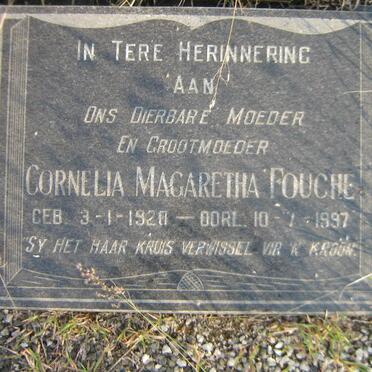 IN TERE HERINNERING
AAN
ONS DIERBARE MOEDER
EN GROOTMOEDER
CORNELIA MAGARETHA FOUCHE
GEB. 3-1-1920 — OORL. 10-7-1997
SY HET HAAR KRUIS VERWISSEL VIR 'N KROON.